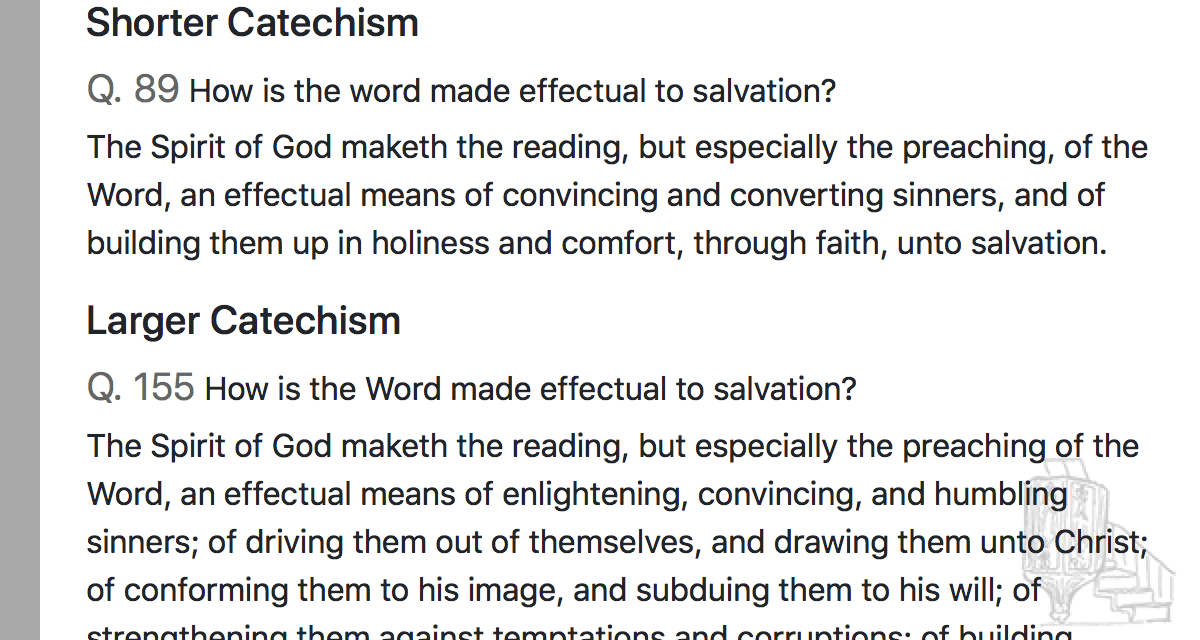 Shorter Catechism
Q. 89 How is the word made effectual to salvation?
The Spirit of God maketh the reading, but especially the preaching, of the
Word, an effectual means of convincing and converting sinners, and of
building them up in holiness and comfort, through faith, unto salvation.
Larger Catechism
Q. 155 How is the Word made effectual to salvation?
The Spirit of God maketh the reading, but especially the preaching of the
Word, an effectual means of enlightening, convincing, and humbling
sinners; of driving them out of themselves, and drawing them unto Christ;
of conforming them to his image, and subduing them to his will; of
strengthening them against temptations and corruptions; of building